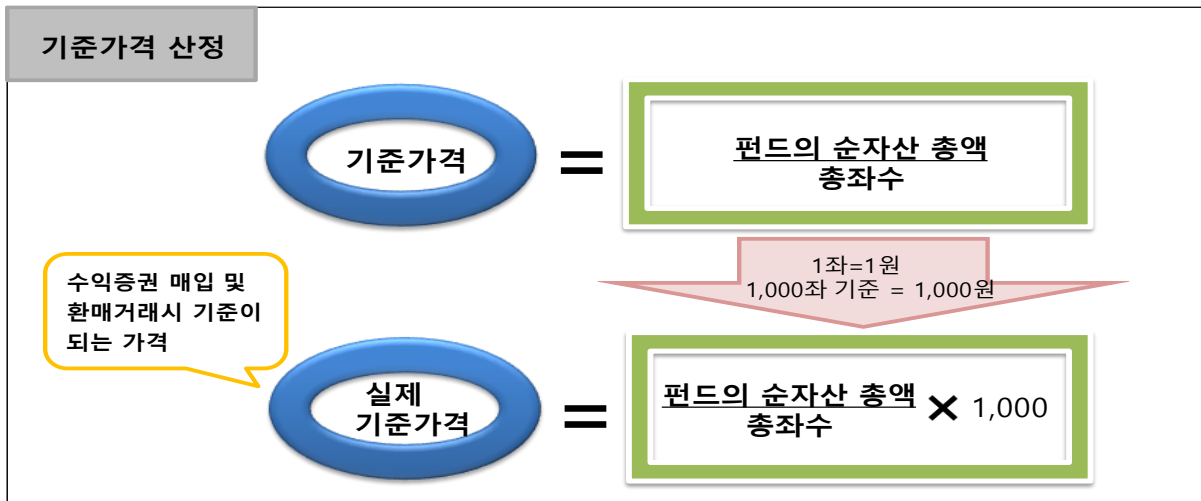 기준가격 산정
기준가격
=
펀드의 순자산 총액
총좌수
1좌=1원
1,000좌 기준 = 1,000원
수익증권 매입 및
환매거래시 기준이
되는 가격
실제
기준가격
=
펀드의 순자산 총액
총좌수
× 1,000